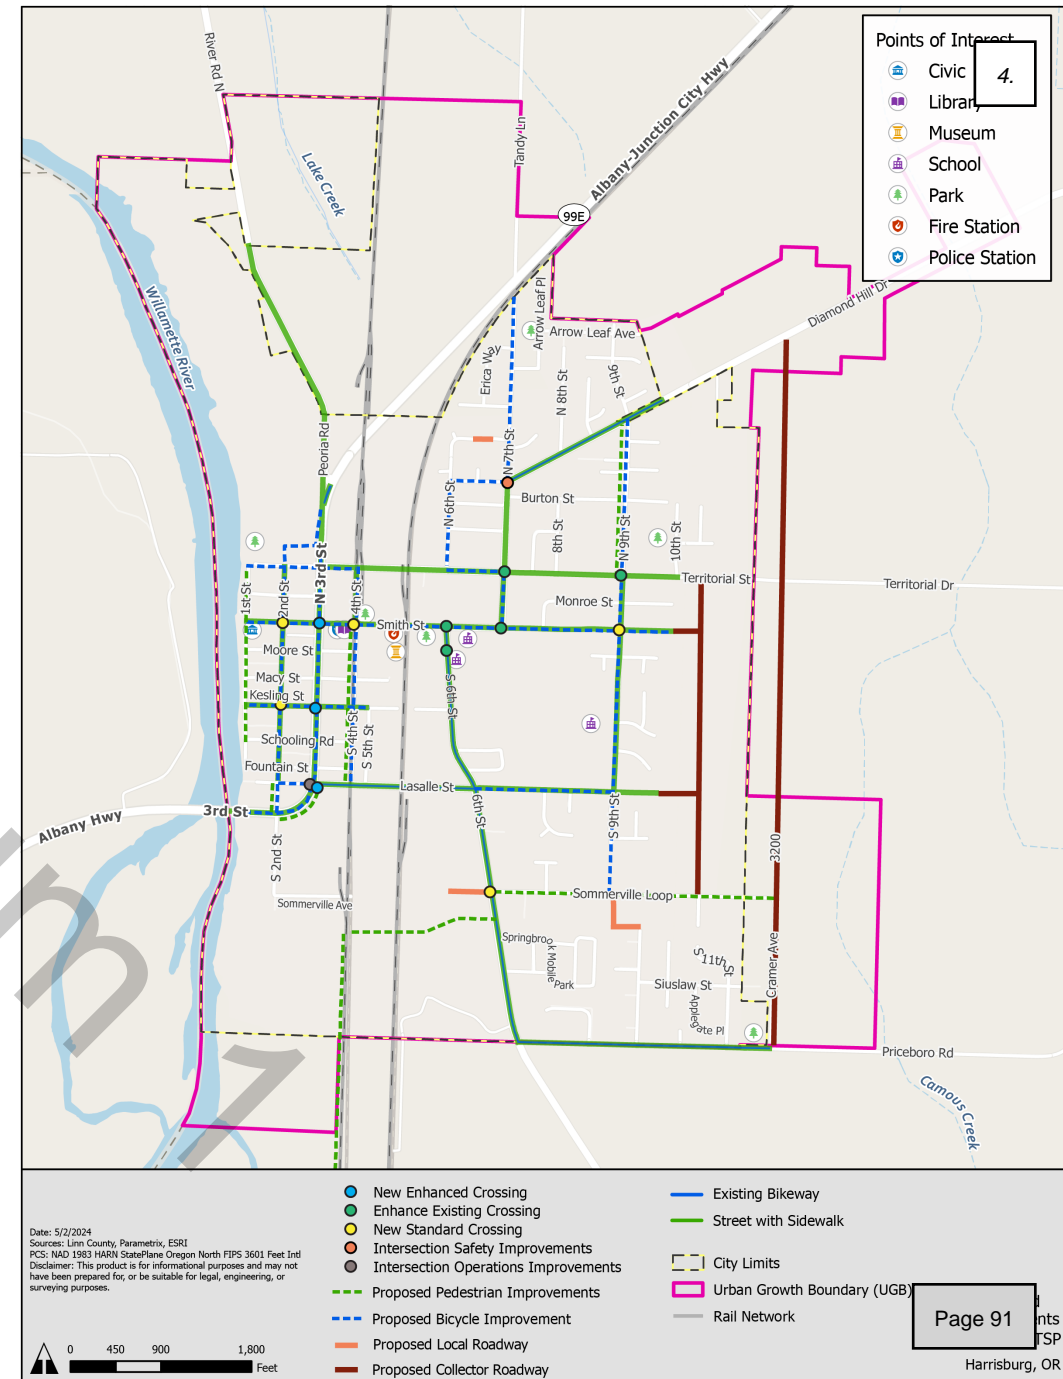 Points of Interest
Civic
Library
Museum
School
Park
Fire Station
Police Station
4.
River Rd N
Lake Creek
Tandy Ln
Albany-Junction City Hwy
99E
Willamette River
Diamond Hill Dr
Arrow Leaf Pl
Arrow Leaf Ave
Erica Way
N 8th St
9th St
Peoria Rd
N 7th St
N 6th St
Burton St
8th St
N 9th St
10th St
N 3rd St
Territorial St
Territorial Dr
1st St
2nd St
4th St
Monroe St
Smith St
Moore St
Macy St
Kesling St
S 6th St
Schooling Rd
S 4th St
S 5th St
Fountain St
Lasalle St
3rd St
Albany Hwy
6th St
S 9th St
S 2nd St
3200
Sommerville Loop
Sommerville Ave
Springbrook Mobile Park
S 11th St
Siuslaw St
Applegate Pl
Cramer Ave
Priceboro Rd
Camous Creek
New Enhanced Crossing
Enhance Existing Crossing
New Standard Crossing
Intersection Safety Improvements
Intersection Operations Improvements
Proposed Pedestrian Improvements
Proposed Bicycle Improvement
Proposed Local Roadway
Proposed Collector Roadway
Existing Bikeway
Street with Sidewalk
City Limits
Urban Growth Boundary (UGB)
Rail Network
Date: 5/2/2024
Sources: Linn County, Parametrix, ESRI
PCS: NAD 1983 HARN StatePlane Oregon North FIPS 3601 Feet Intl
Disclaimer: This product is for informational purposes and may not
have been prepared for, or be suitable for legal, engineering, or
surveying purposes.
0 450 900 1,800
Feet
Page 91
TSP
Harrisburg, OR